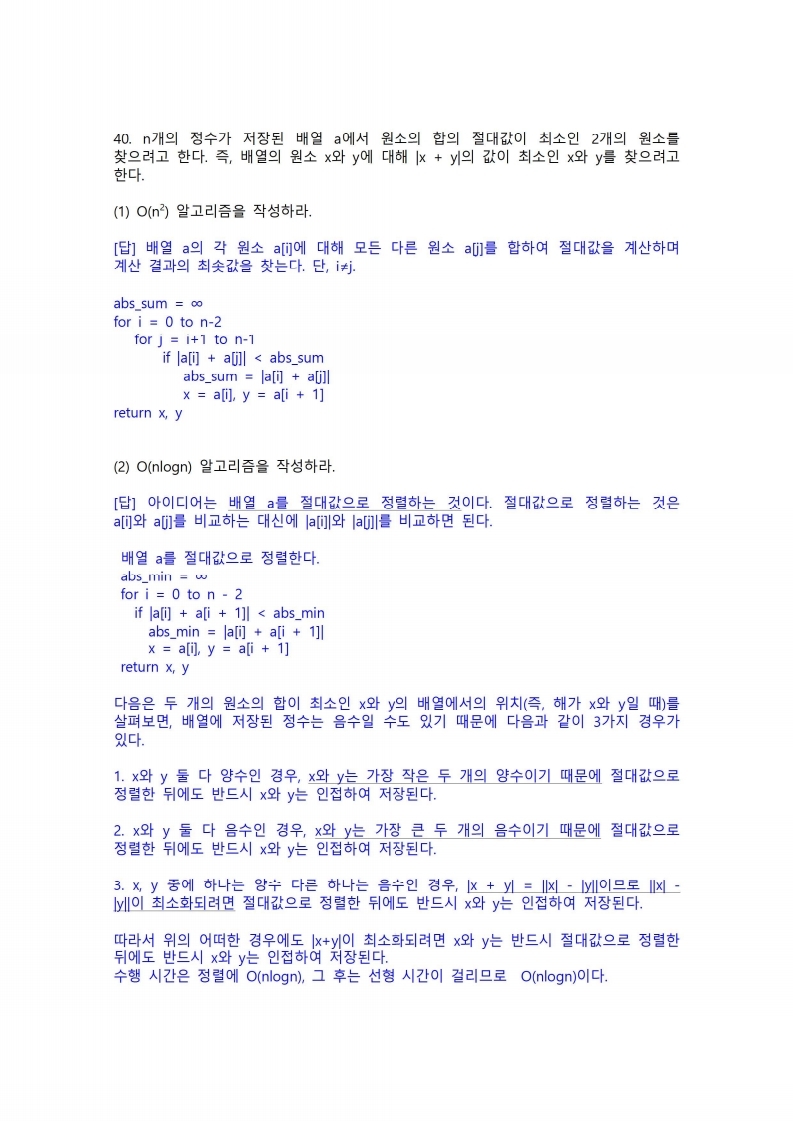 40. n개의 정수가 저장된 배열 a에서 원소의 합의 절대값이 최소인 2개의 원소를
찾으려고 한다. 즉, 배열의 원소 x와 y에 대해 |x + y|의 값이 최소인 x와 y를 찾으려고
한다.
(1) O(n²) 알고리즘을 작성하라.
[답] 배열 a의 각 원소 a[i]에 대해 모든 다른 원소 a[j]를 합하여 절대값을 계산하며
계산 결과의 최솟값을 찾는다. 단, i≠j.
abs_sum = ∞
for i = 0 to n-2
for j = i+1 to n-1
if |a[i] + a[j]| < abs_sum
abs_sum = |a[i] + a[j]|
x = a[i], y = a[i + 1]
return x, y
(2) O(nlogn) 알고리즘을 작성하라.
[답] 아이디어는 배열 a를 절대값으로 정렬하는 것이다. 절대값으로 정렬하는 것은
a[i]와 a[j]를 비교하는 대신에 |a[i]|와 |a[j]|를 비교하면 된다.
배열 a를 절대값으로 정렬한다.
abs_min = ∞
for i = 0 to n - 2
if |a[i] + a[i + 1]| < abs_min
abs_min = |a[i] + a[i + 1]|
x = a[i], y = a[i + 1]
return x, y
다음은 두 개의 원소의 합이 최소인 x와 y의 배열에서의 위치(즉, 해가 x와 y일 때)를
살펴보면, 배열에 저장된 정수는 음수일 수도 있기 때문에 다음과 같이 3가지 경우가
있다.
1. x와 y 둘 다 양수인 경우, x와 y는 가장 작은 두 개의 양수이기 때문에 절대값으로
정렬한 뒤에도 반드시 x와 y는 인접하여 저장된다.
2. x와 y 둘 다 음수인 경우, x와 y는 가장 큰 두 개의 음수이기 때문에 절대값으로
정렬한 뒤에도 반드시 x와 y는 인접하여 저장된다.
3. x, y 중에 하나는 양수 다른 하나는 음수인 경우, |x + y| = ||x| - |y||이므로 ||x| -
|y||이 최소화되려면 절대값으로 정렬한 뒤에도 반드시 x와 y는 인접하여 저장된다.
따라서 위의 어떠한 경우에도 |x+y|이 최소화되려면 x와 y는 반드시 절대값으로 정렬한
뒤에도 반드시 x와 y는 인접하여 저장된다.
수행 시간은 정렬에 O(nlogn), 그 후는 선형 시간이 걸리므로 O(nlogn)이다.